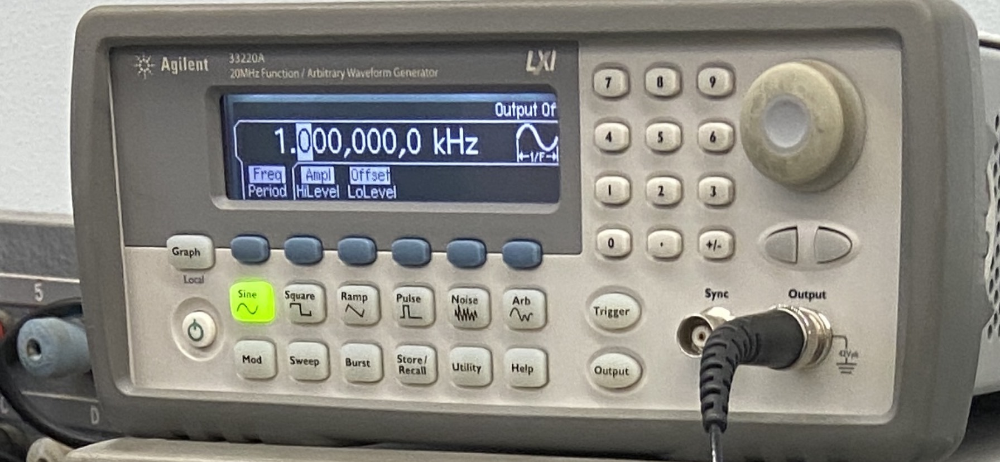 Agilent
33220A
20MHz Function / Arbitrary Waveform Generator
LXI
Output Of
1.000,000,0 kHz
1/F
Freq Ampl Offset
Period HiLevel LoLevel
7 8 9
4 5 6
1 2 3
0 . +/-
Graph
Local
Sine Square Ramp Pulse Noise Arb
Mod Sweep Burst Store/
Recall Utility Help
Trigger
Output
Sync Output
42Vpk
5
D